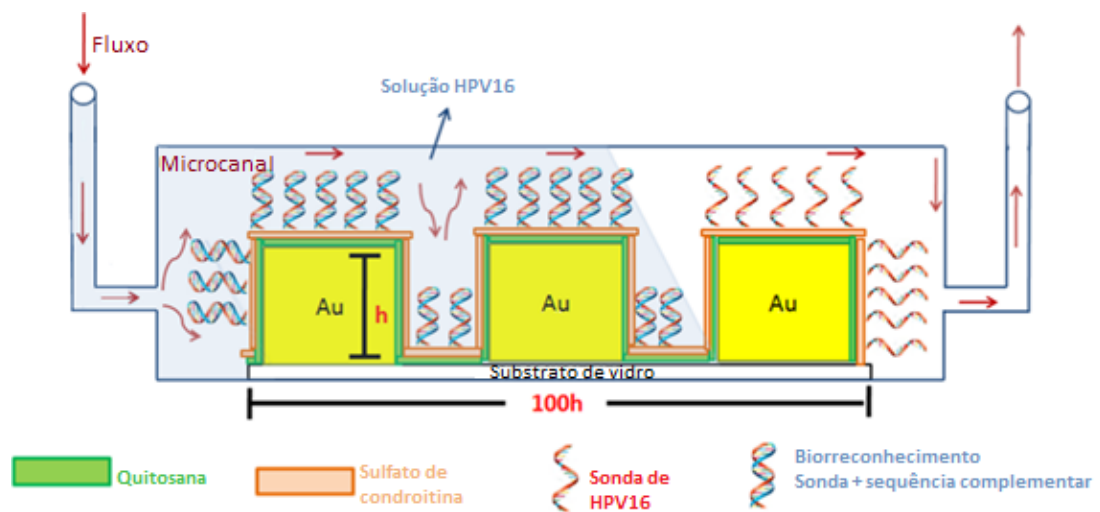 Fluxo
Solução HPV16
Microcanal
Au
h
Au
Au
Substrato de vidro
100h
Quitosana
Sulfato de
condroitina
Sonda de
HPV16
Biorreconhecimento
Sonda + sequência complementar